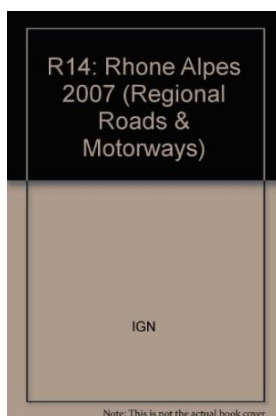 R14: Rhone Alpes
2007 (Regional
Roads &
Motorways)
IGN
Note: This is not the actual book cover